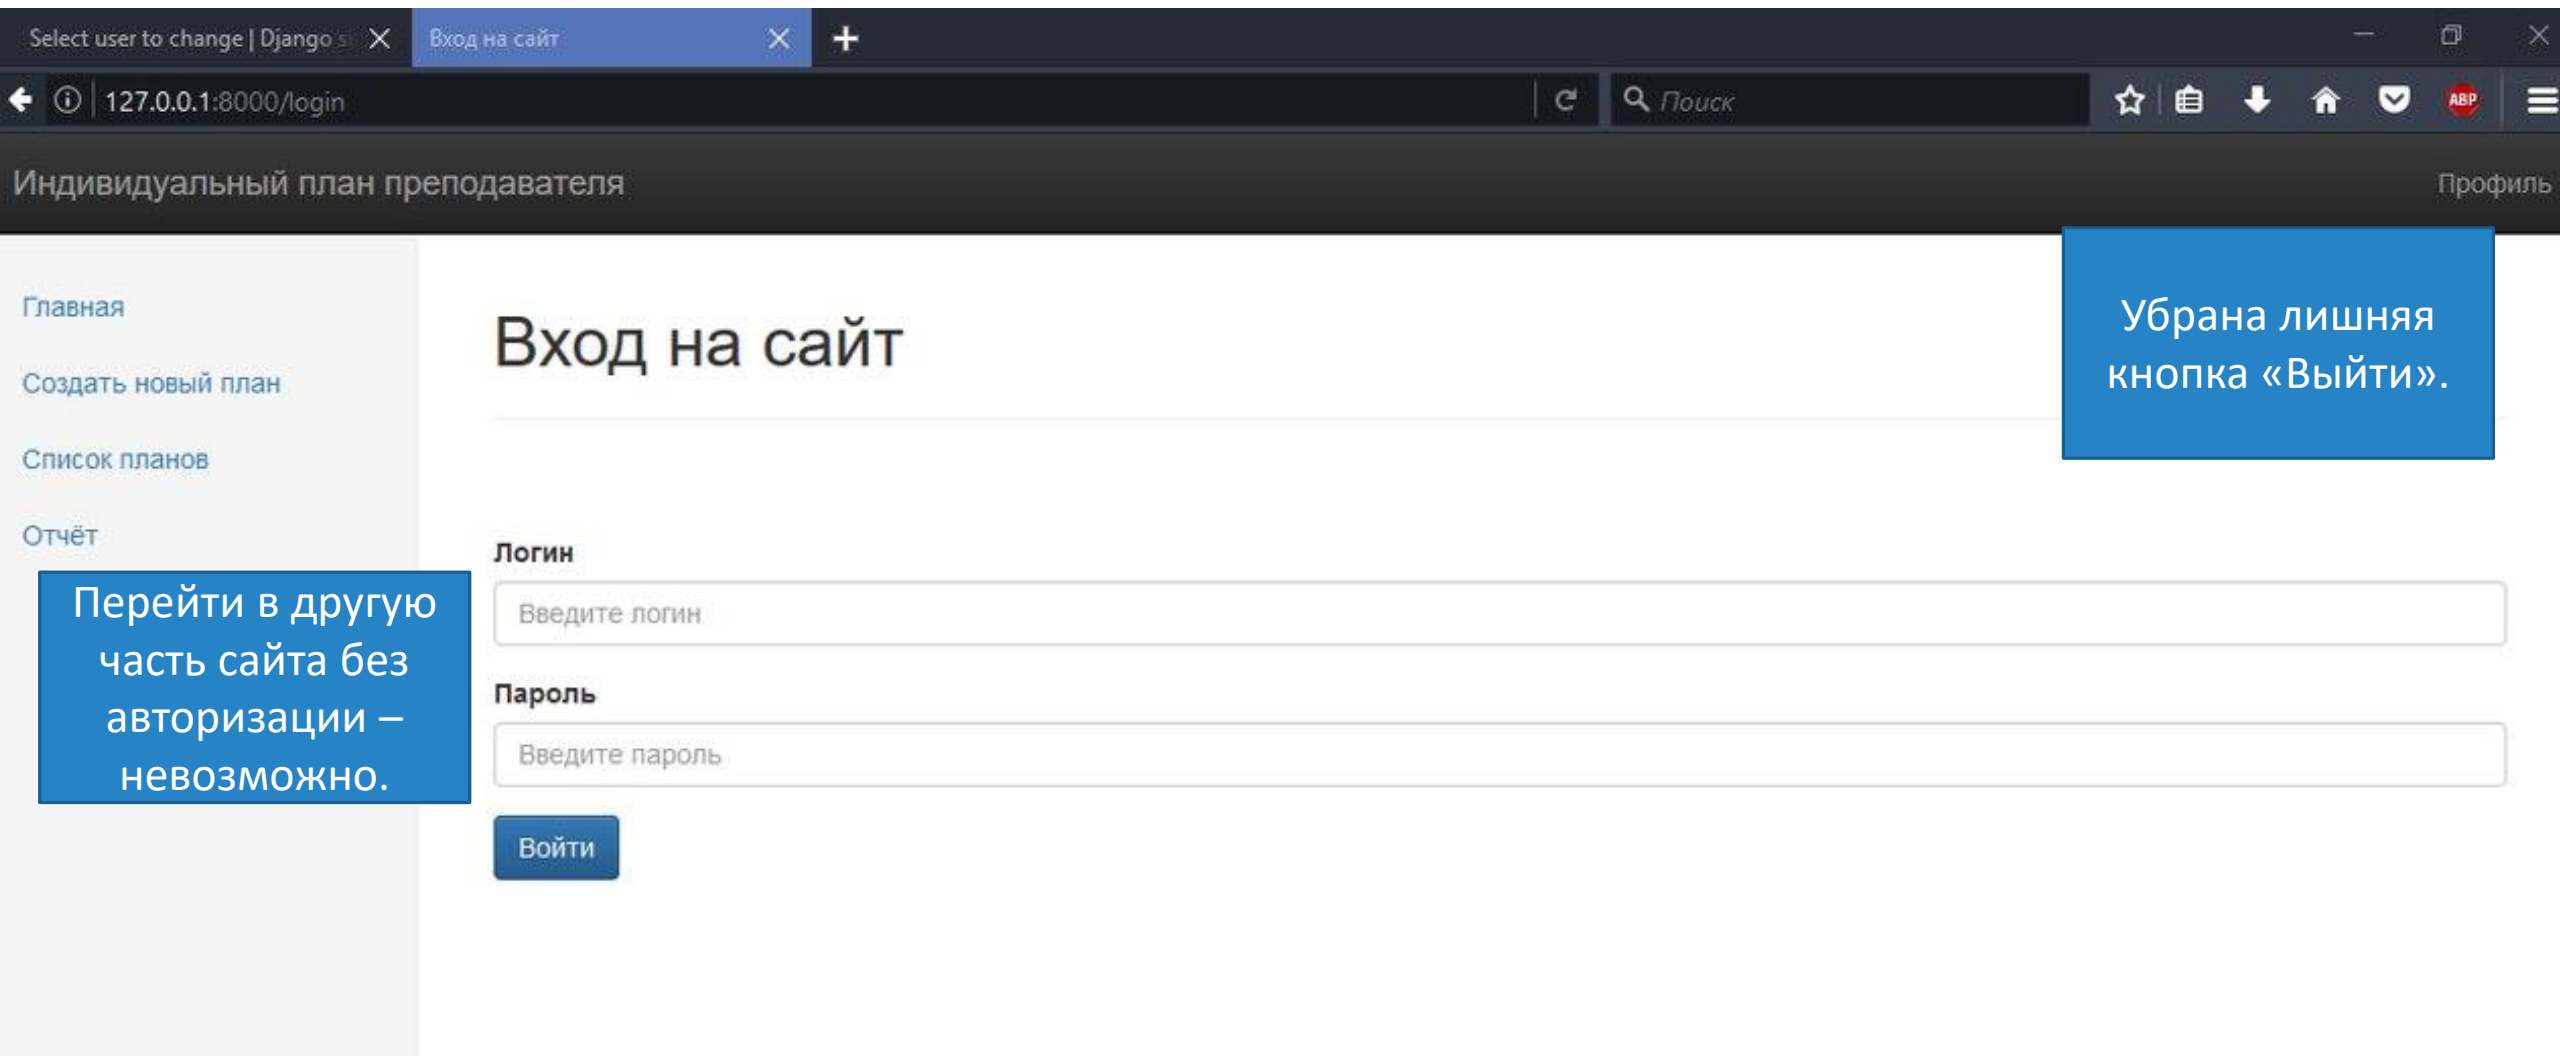 Select user to change | Django s
Вход на сайт
127.0.0.1:8000/login
Поиск
ABP
Индивидуальный план преподавателя
Профиль
Главная
Создать новый план
Список планов
Отчёт
Перейти в другую
часть сайта без
авторизации –
невозможно.
Вход на сайт
Убрана лишняя
кнопка «Выйти».
Логин
Введите логин
Пароль
Введите пароль
Войти